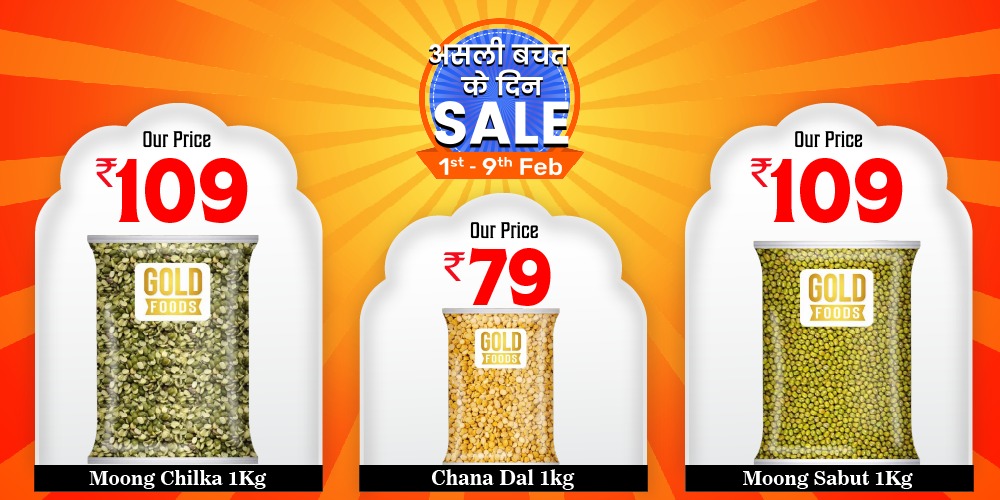 असली बचत
के दिन
SALE
1st - 9th Feb
Our Price
₹109
GOLD
FOODS
Moong Chilka 1Kg
Our Price
₹79
GOLD
FOODS
Chana Dal 1kg
Our Price
₹109
GOLD
FOODS
Moong Sabut 1Kg